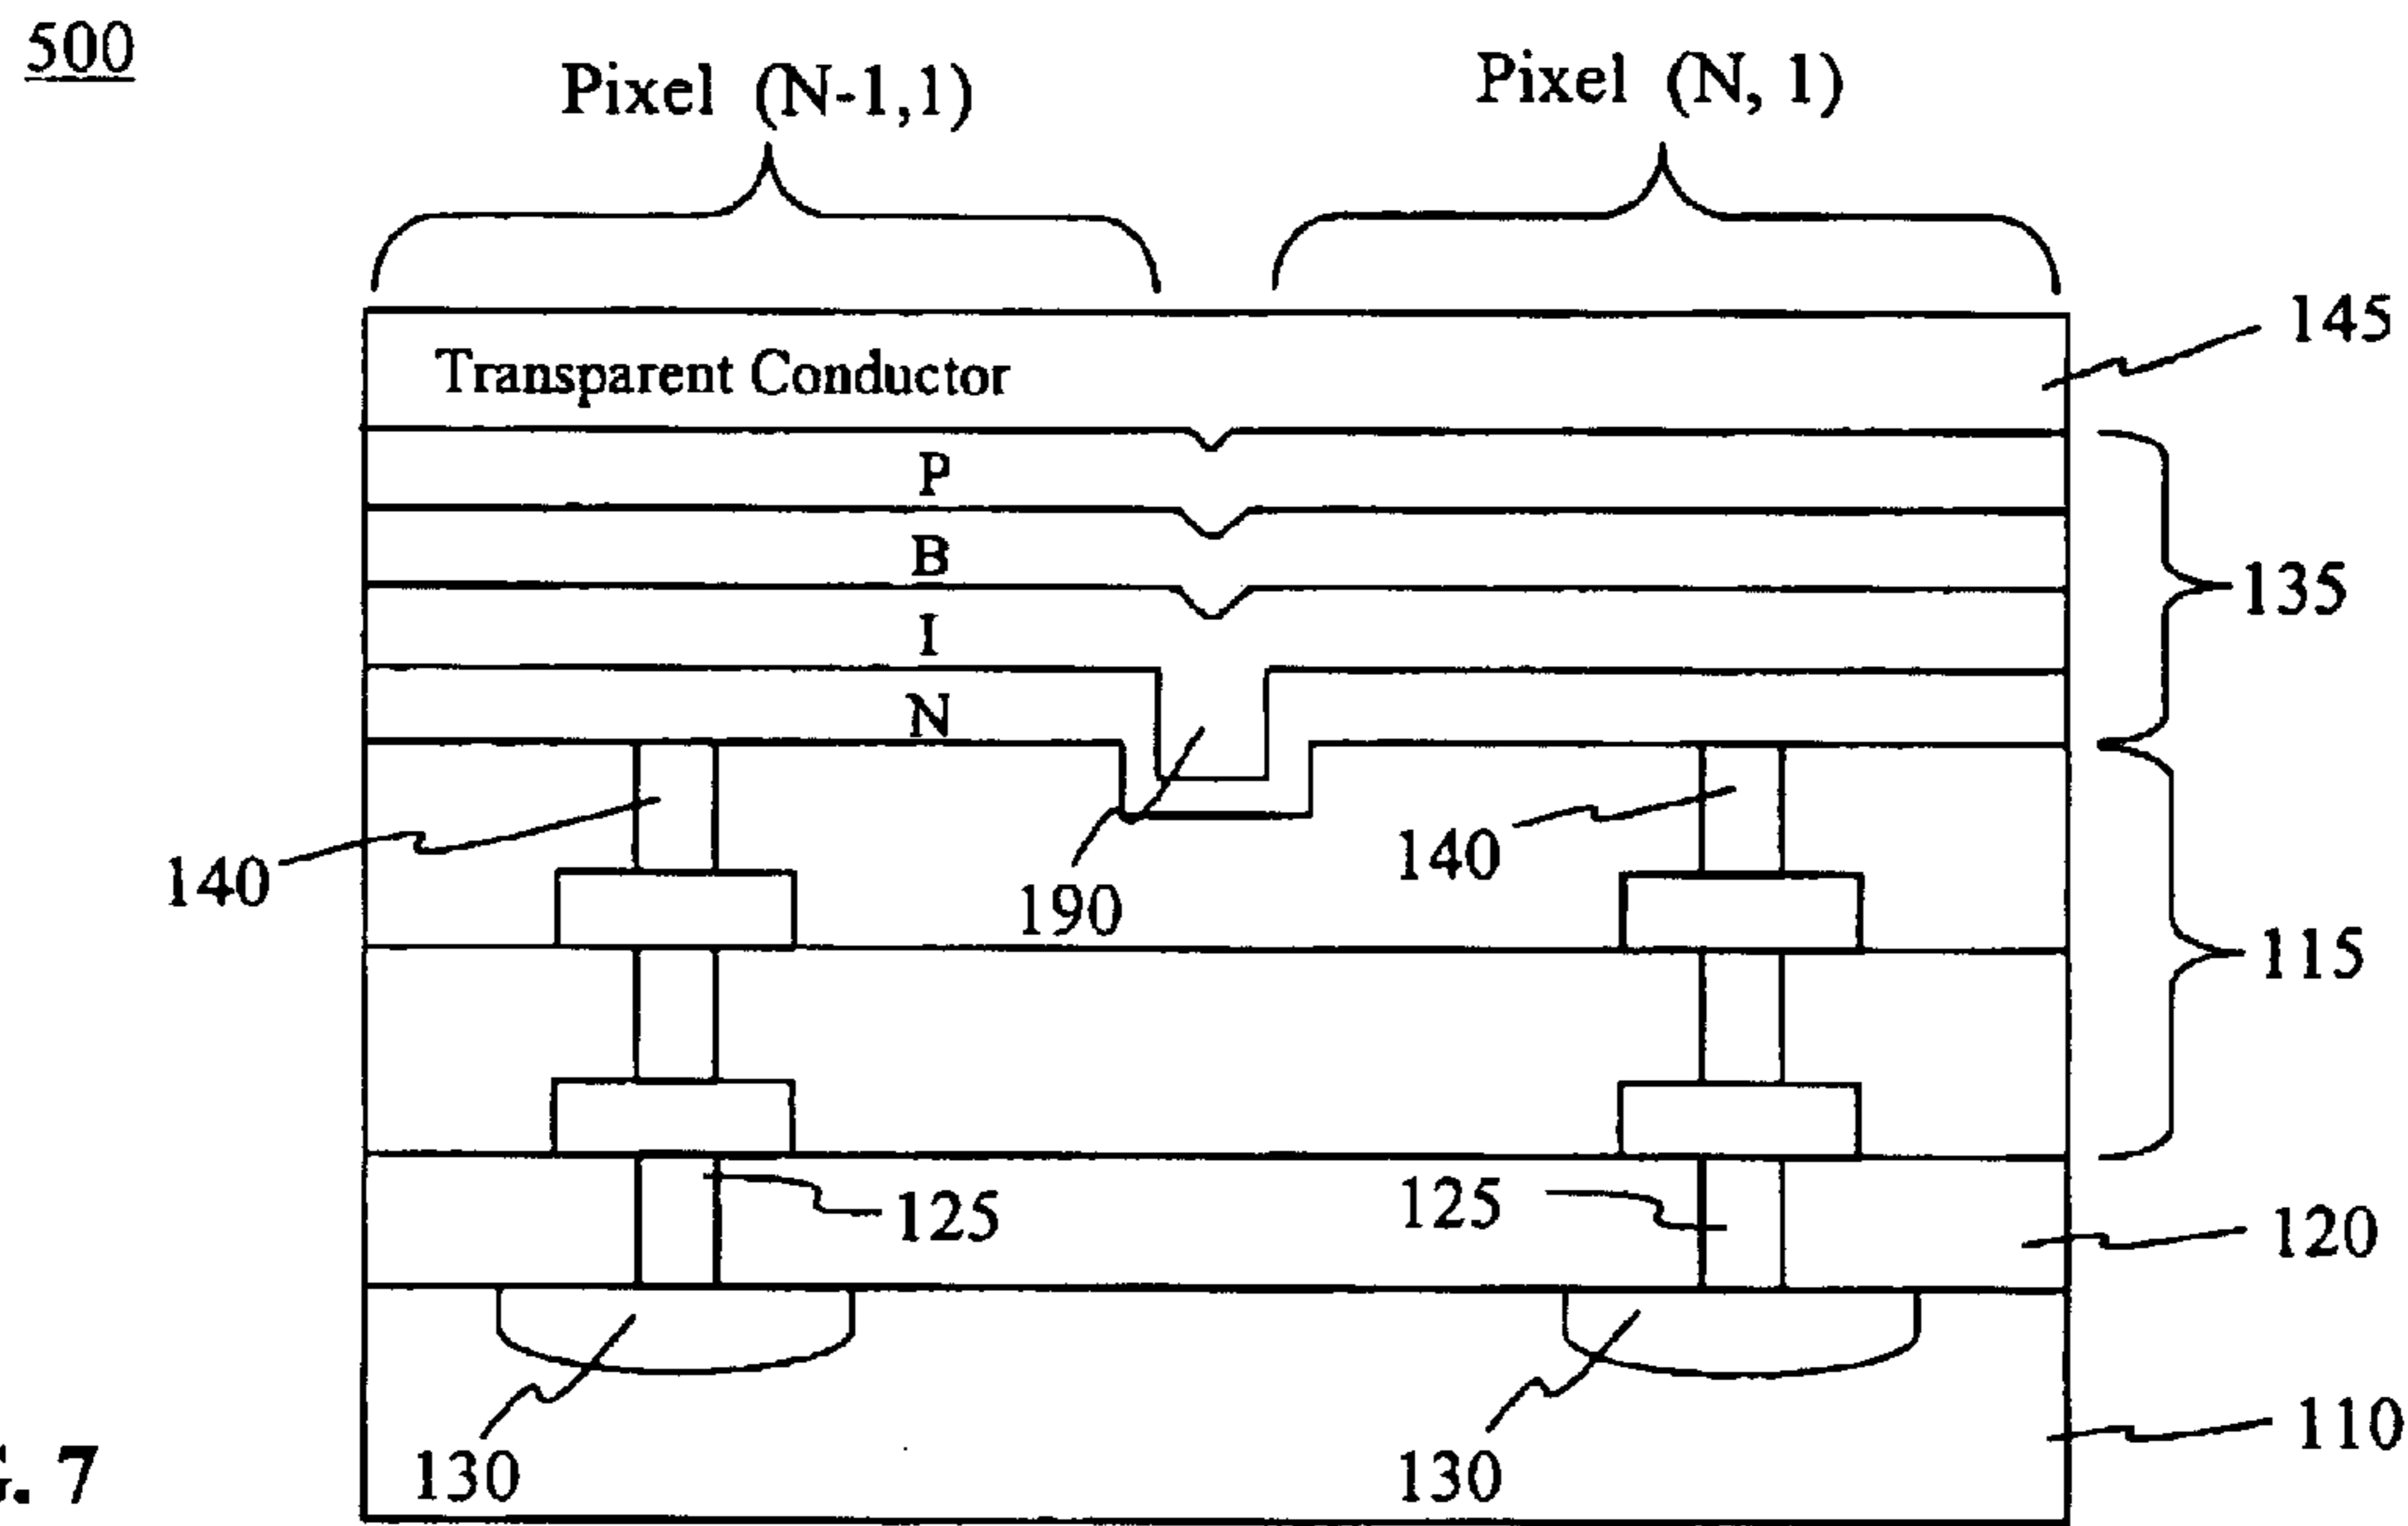 500
Pixel (N-1,1)
Pixel (N, 1)
145
Transparent Conductor
P
B
135
I
N
140
140
190
115
125
125
120
110
130
130
7